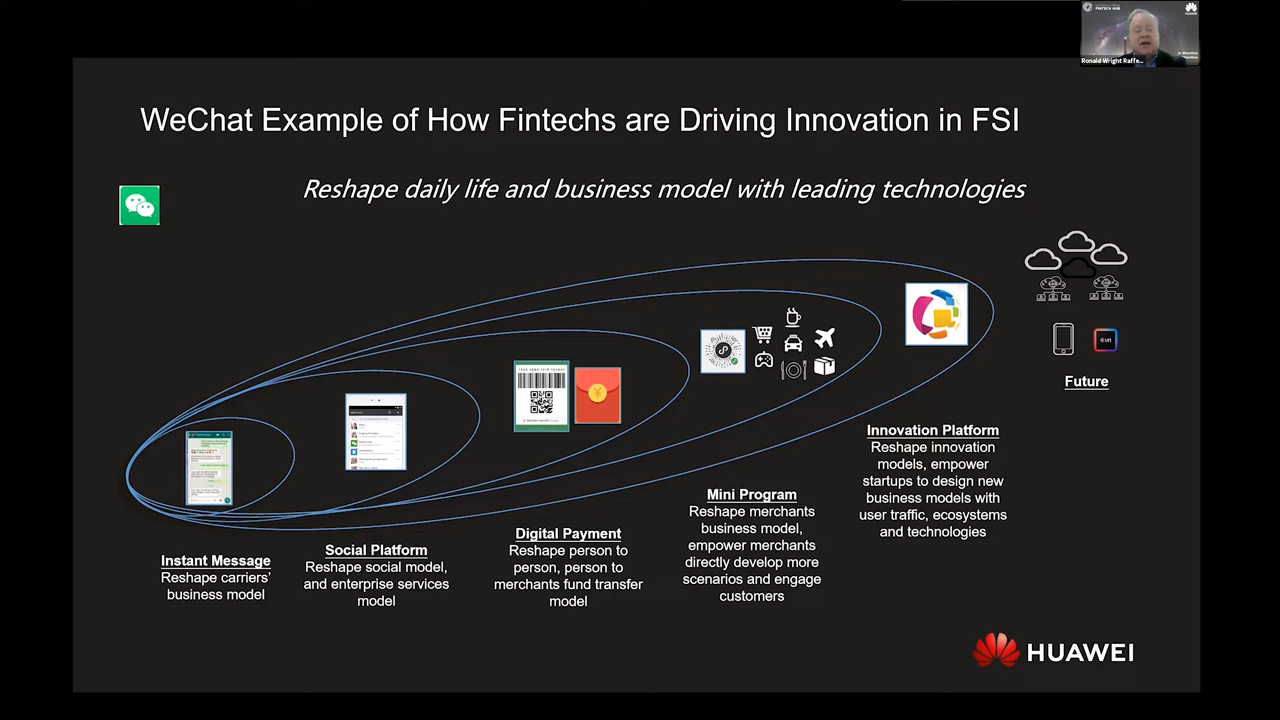 FINTECH HUB
HUAWEI
Ronald Wright Raffe...
WeChat Example of How Fintechs are Driving Innovation in FSI
Reshape daily life and business model with leading technologies
Instant Message
Reshape carriers'
business model
Social Platform
Reshape social model,
and enterprise services
model
Digital Payment
Reshape person to
person, person to
merchants fund transfer
model
Mini Program
Reshape merchants
business model,
empower merchants
directly develop more
scenarios and engage
customers
Innovation Platform
Reshape innovation
models, empower
startups to design new
business models with
user traffic, ecosystems
and technologies
Future
HUAWEI